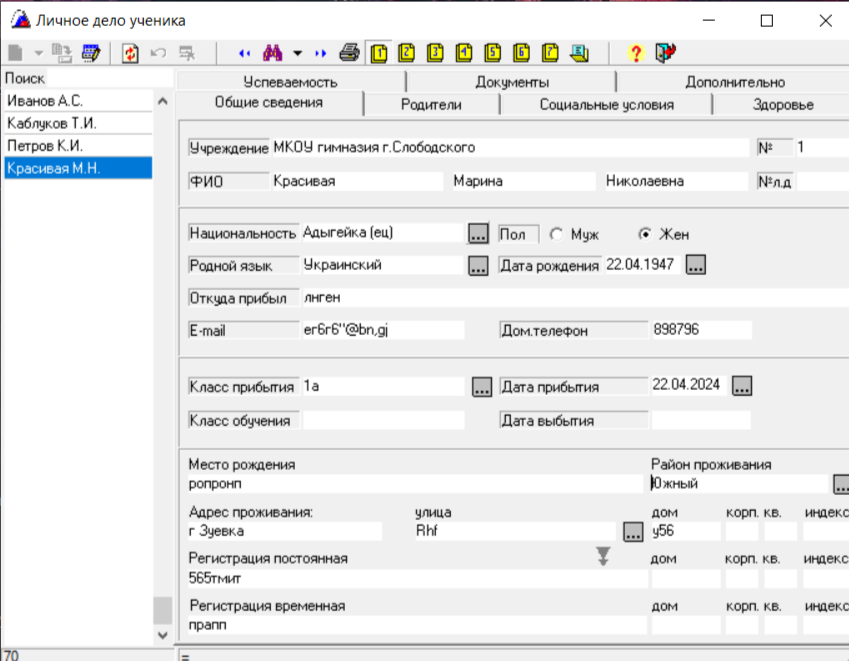 Личное дело ученика
1 2 3 4 5 6 7 ?
Поиск
Иванов А.С.
Каблуков Т.И.
Петров К.И.
Красивая М.Н.
Успеваемость Документы Дополнительно
Общие сведения Родители Социальные условия Здоровье
Учреждение МКОУ гимназия г.Слободского № 1
ФИО Красивая Марина Николаевна №л.д
Национальность Адыгейка (ец) ... Пол Муж Жен
Родной язык Украинский ... Дата рождения 22.04.1947 ...
Откуда прибыл лнген
E-mail er6r6"@bn,gj Дом.телефон 898796
Класс прибытия 1а ... Дата прибытия 22.04.2024 ...
Класс обучения Дата выбытия
Место рождения Район проживания
ропронп Южный ...
Адрес проживания: улица дом корп. кв. индекс
г Зуевка Rhf ... у56
Регистрация постоянная дом корп. кв. индекс
565тмит
Регистрация временная дом корп. кв. индекс
прапп
70 =